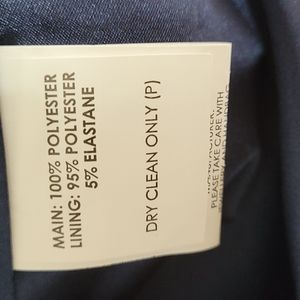 MAIN: 100% POLYESTER
LINING: 95% POLYESTER
5% ELASTANE
DRY CLEAN ONLY (P)
PLEASE TAKE CARE WITH